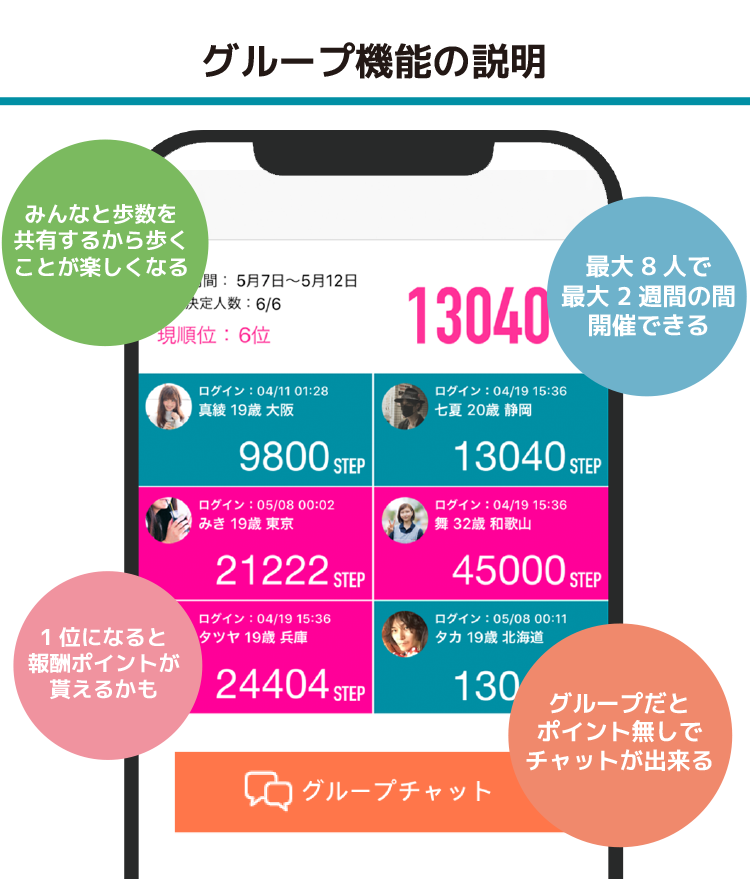 グループ機能の説明
みんなと歩数を
共有するから歩く
ことが楽しくなる
最大8人で
最大2週間の間
開催できる
間： 5月7日〜5月12日
決定人数：6/6
現順位：6位
13040
ログイン：04/11 01:28
真綾 19歳 大阪
9800 STEP
ログイン：04/19 15:36
七夏 20歳 静岡
13040 STEP
ログイン：05/08 00:02
みき 19歳 東京
21222 STEP
ログイン：04/19 15:36
舞 32歳 和歌山
45000 STEP
ログイン：04/19 15:36
タツヤ 19歳 兵庫
24404 STEP
ログイン：05/08 00:11
タカ 19歳 北海道
130
1位になると
報酬ポイントが
貰えるかも
グループだと
ポイント無しで
チャットが出来る
グループチャット